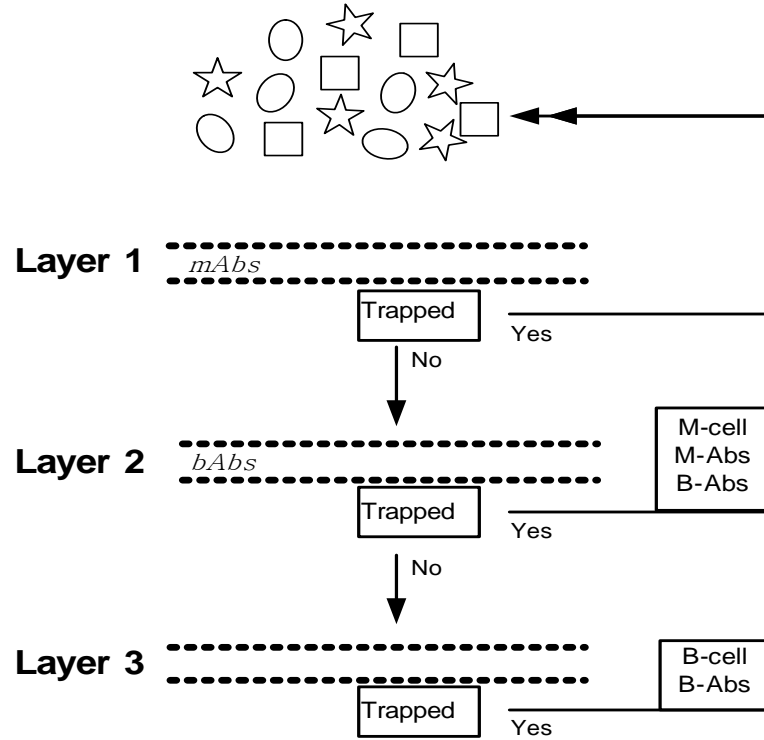 Layer 1
mAbs
Trapped
Yes
No
Layer 2
bAbs
M-cell
M-Abs
B-Abs
Trapped
Yes
No
Layer 3
B-cell
B-Abs
Trapped
Yes